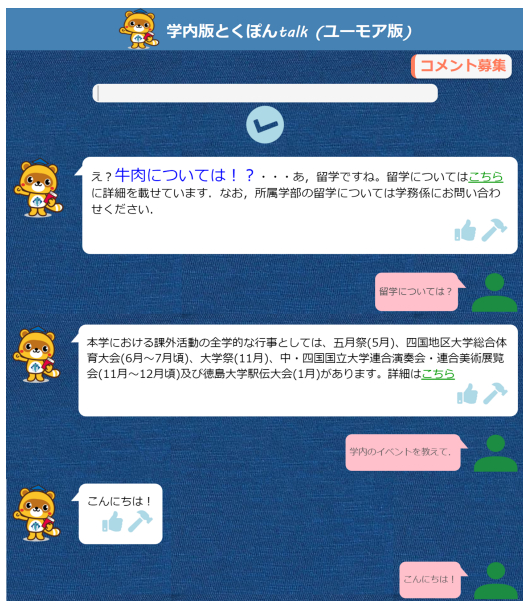 学内版とくぽんtalk (ユーモア版)
コメント募集
え？牛肉については！？・・・あ，留学ですね。留学についてはこちら
に詳細を載せています．なお，所属学部の留学については学務係にお問い合わ
せください．
留学については？
本学における課外活動の全学的な行事としては、五月祭(5月)、四国地区大学総合体
育大会(6月～7月頃)、大学祭(11月)、中・四国国立大学連合演奏会・連合美術展覧
会(11月～12月頃)及び徳島大学駅伝大会(1月)があります。詳細はこちら
学内のイベントを教えて．
こんにちは！
こんにちは！